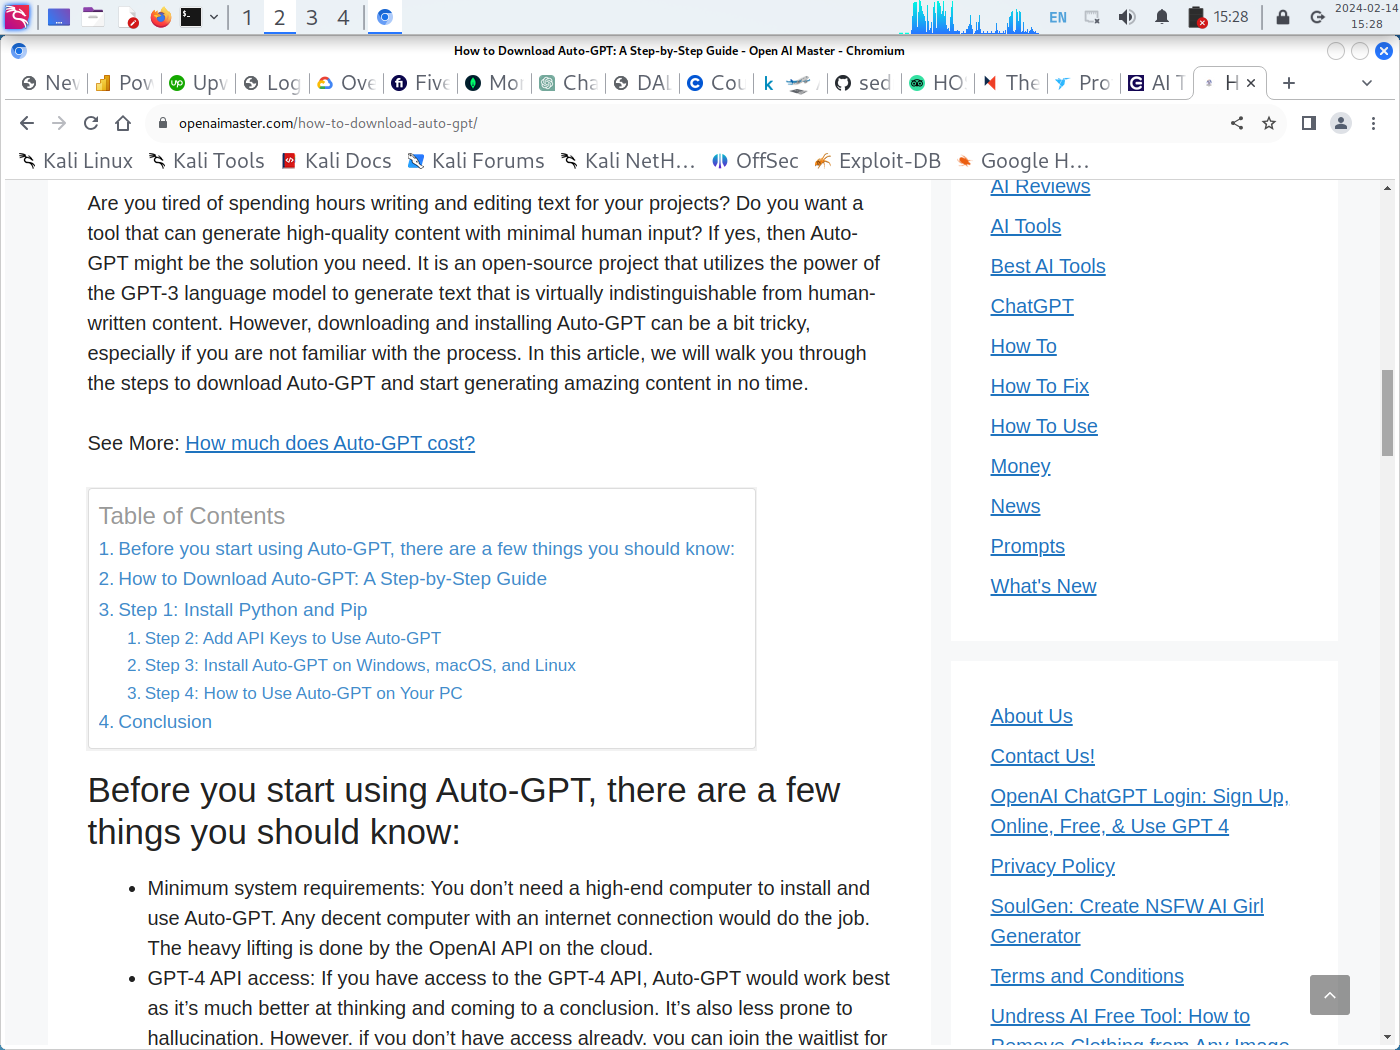 1 2 3 4 EN 15:28 2024-02-14
15:28
How to Download Auto-GPT: A Step-by-Step Guide - Open AI Master - Chromium
Nev Pow Upw Log Ove Five Mor Cha DAL Cou sed HO The Pro AI T H
openaimaster.com/how-to-download-auto-gpt/
Kali Linux Kali Tools Kali Docs Kali Forums Kali NetH... OffSec Exploit-DB Google H...
Are you tired of spending hours writing and editing text for your projects? Do you want a
tool that can generate high-quality content with minimal human input? If yes, then Auto-
GPT might be the solution you need. It is an open-source project that utilizes the power of
the GPT-3 language model to generate text that is virtually indistinguishable from human-
written content. However, downloading and installing Auto-GPT can be a bit tricky,
especially if you are not familiar with the process. In this article, we will walk you through
the steps to download Auto-GPT and start generating amazing content in no time.
See More: How much does Auto-GPT cost?
Table of Contents
1. Before you start using Auto-GPT, there are a few things you should know:
2. How to Download Auto-GPT: A Step-by-Step Guide
3. Step 1: Install Python and Pip
1. Step 2: Add API Keys to Use Auto-GPT
2. Step 3: Install Auto-GPT on Windows, macOS, and Linux
3. Step 4: How to Use Auto-GPT on Your PC
4. Conclusion
Before you start using Auto-GPT, there are a few
things you should know:
• Minimum system requirements: You don’t need a high-end computer to install and
use Auto-GPT. Any decent computer with an internet connection would do the job.
The heavy lifting is done by the OpenAI API on the cloud.
• GPT-4 API access: If you have access to the GPT-4 API, Auto-GPT would work best
as it’s much better at thinking and coming to a conclusion. It’s also less prone to
hallucination. However, if you don’t have access already, you can join the waitlist for
AI Reviews
AI Tools
Best AI Tools
ChatGPT
How To
How To Fix
How To Use
Money
News
Prompts
What's New
About Us
Contact Us!
OpenAI ChatGPT Login: Sign Up,
Online, Free, & Use GPT 4
Privacy Policy
SoulGen: Create NSFW AI Girl
Generator
Terms and Conditions
Undress AI Free Tool: How to
Remove Clothing from Any Image